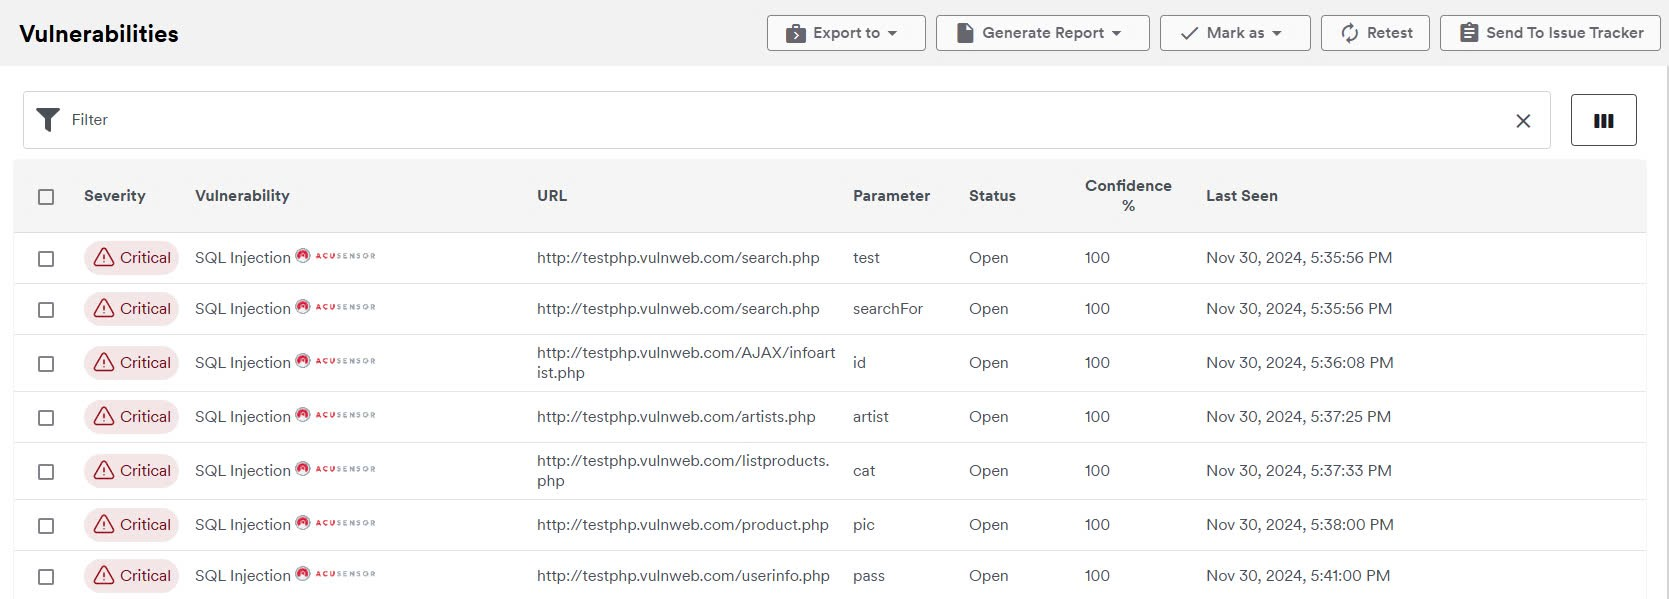 Vulnerabilities
Export to
Generate Report
Mark as
Retest
Send To Issue Tracker
Filter
Severity Vulnerability URL Parameter Status Confidence % Last Seen
Critical SQL Injection ACUSENSOR http://testphp.vulnweb.com/search.php test Open 100 Nov 30, 2024, 5:35:56 PM
Critical SQL Injection ACUSENSOR http://testphp.vulnweb.com/search.php searchFor Open 100 Nov 30, 2024, 5:35:56 PM
Critical SQL Injection ACUSENSOR http://testphp.vulnweb.com/AJAX/infoart
ist.php id Open 100 Nov 30, 2024, 5:36:08 PM
Critical SQL Injection ACUSENSOR http://testphp.vulnweb.com/artists.php artist Open 100 Nov 30, 2024, 5:37:25 PM
Critical SQL Injection ACUSENSOR http://testphp.vulnweb.com/listproducts.
php cat Open 100 Nov 30, 2024, 5:37:33 PM
Critical SQL Injection ACUSENSOR http://testphp.vulnweb.com/product.php pic Open 100 Nov 30, 2024, 5:38:00 PM
Critical SQL Injection ACUSENSOR http://testphp.vulnweb.com/userinfo.php pass Open 100 Nov 30, 2024, 5:41:00 PM